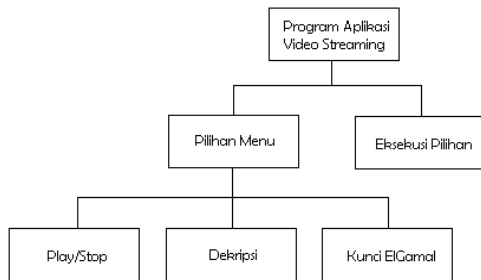 Program Aplikasi
Video Streaming
Pilihan Menu
Eksekusi Pilihan
Play/Stop
Dekripsi
Kunci ElGamal